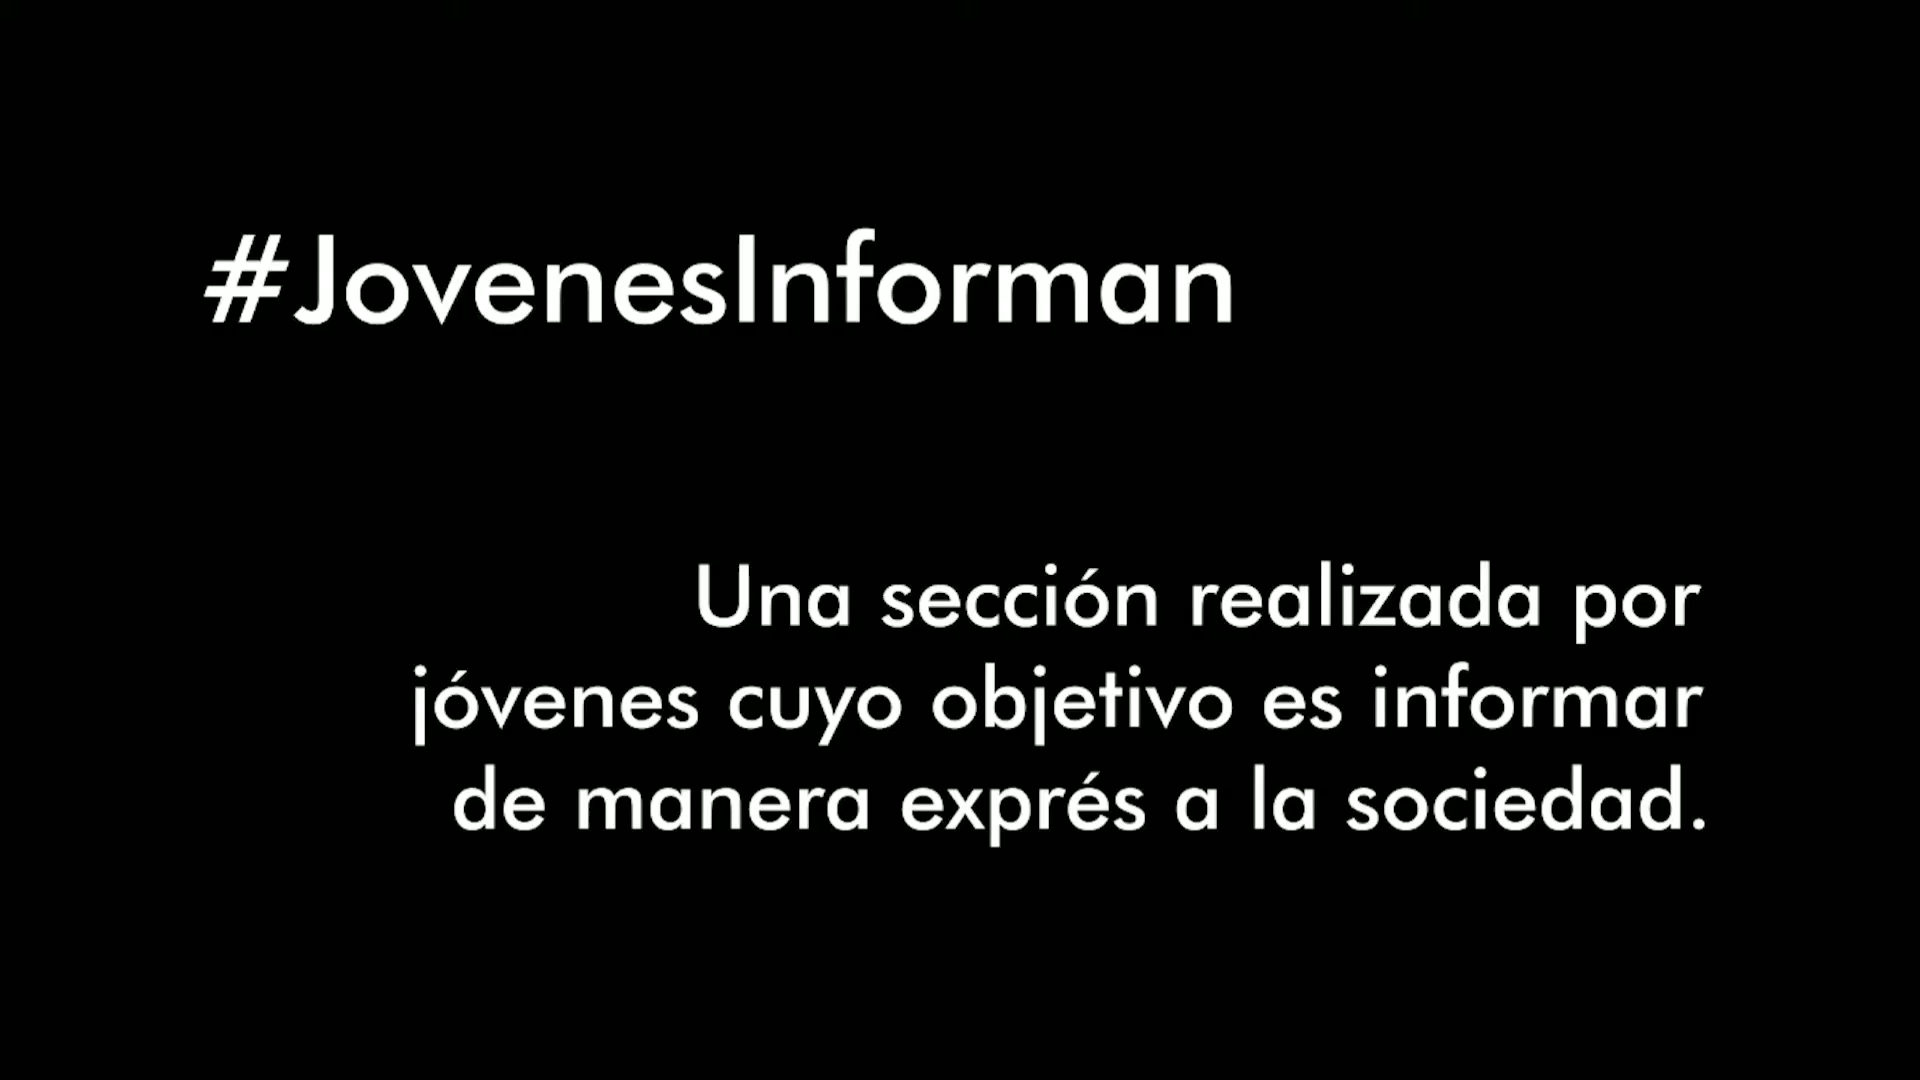 #JovenesInforman
Una sección realizada por
jóvenes cuyo objetivo es informar
de manera exprés a la sociedad.